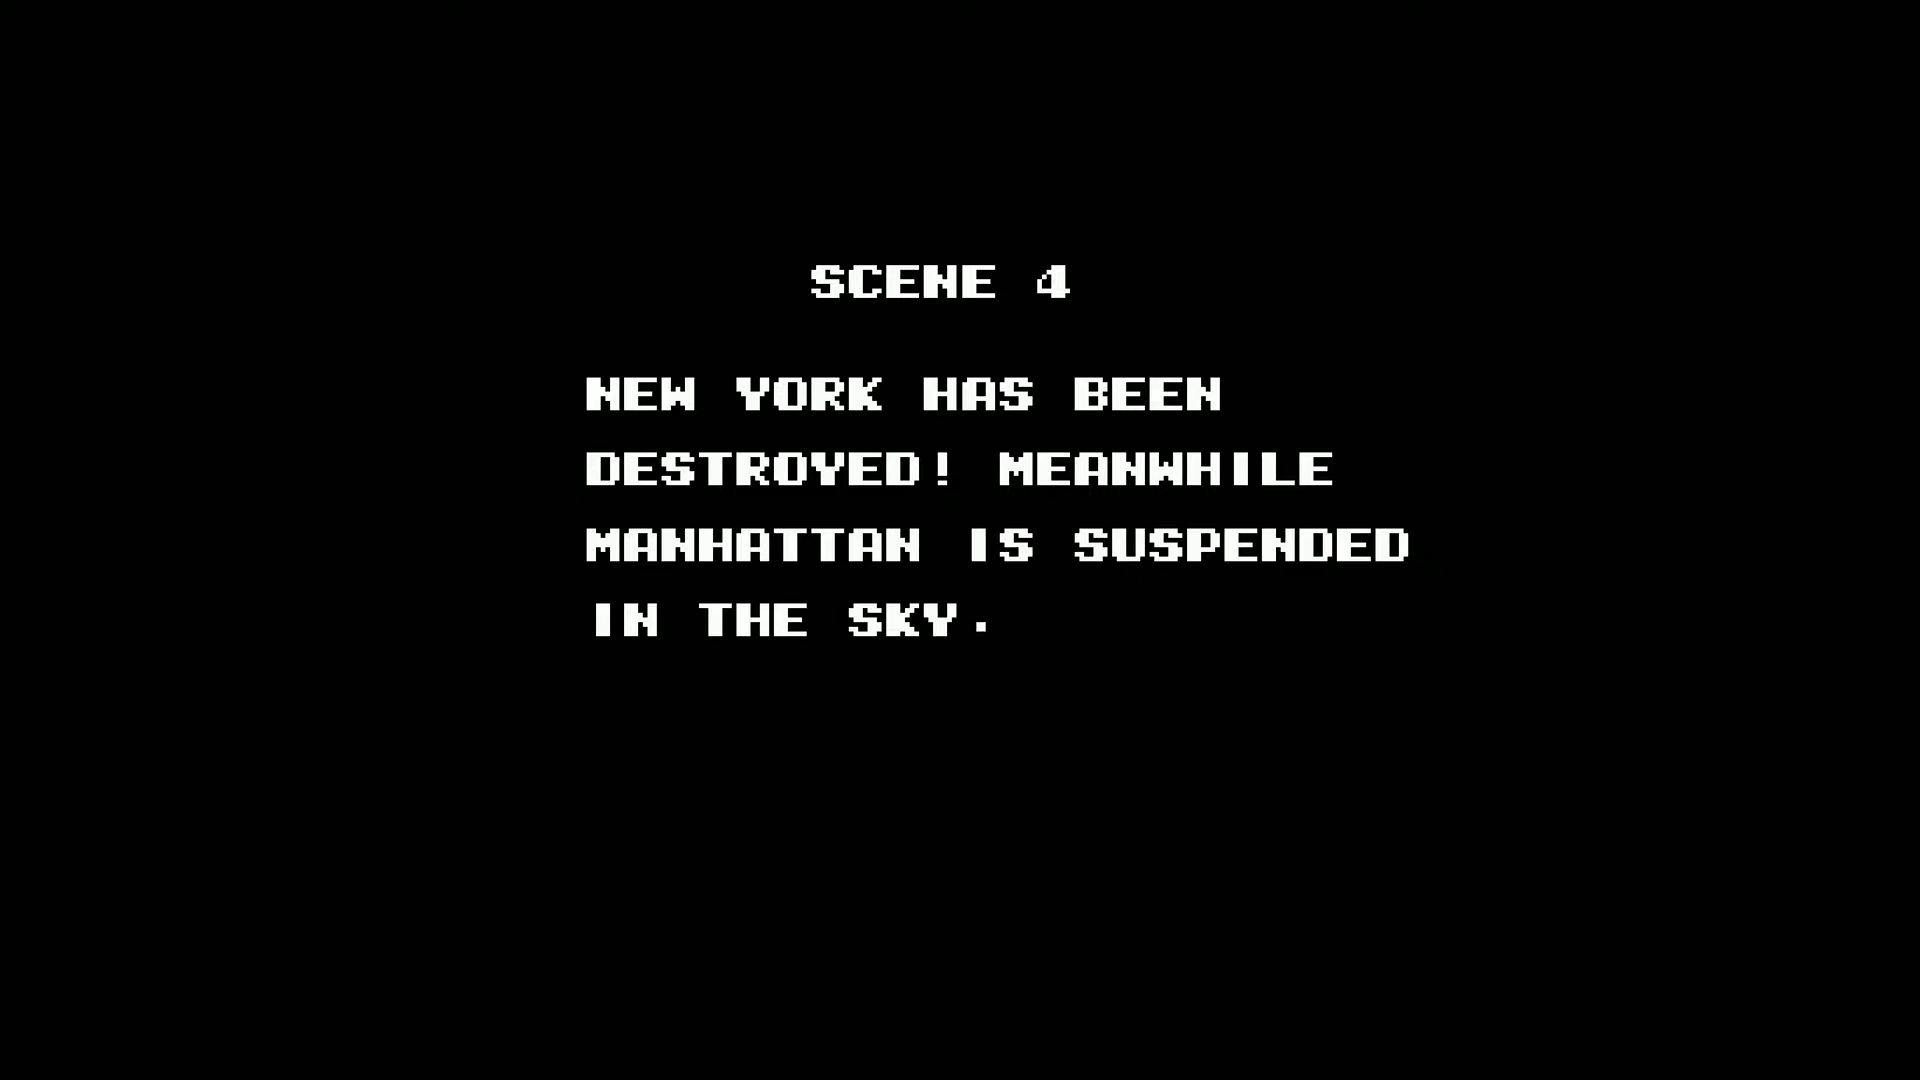 SCENE 4
NEW YORK HAS BEEN
DESTROYED! MEANWHILE
MANHATTAN IS SUSPENDED
IN THE SKY.